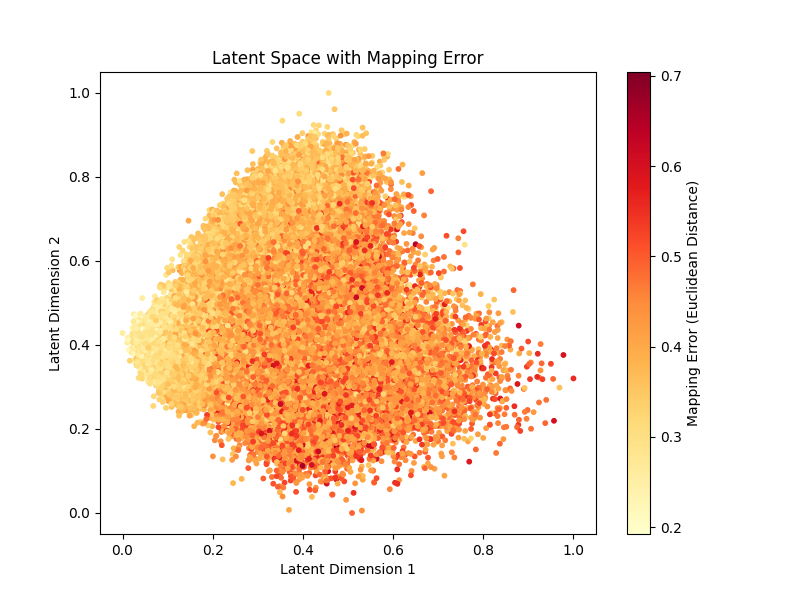 Latent Space with Mapping Error
1.0
0.8
0.6
0.4
0.2
0.0
Latent Dimension 2
0.0 0.2 0.4 0.6 0.8 1.0
Latent Dimension 1
0.7
0.6
0.5
0.4
0.3
0.2
Mapping Error (Euclidean Distance)